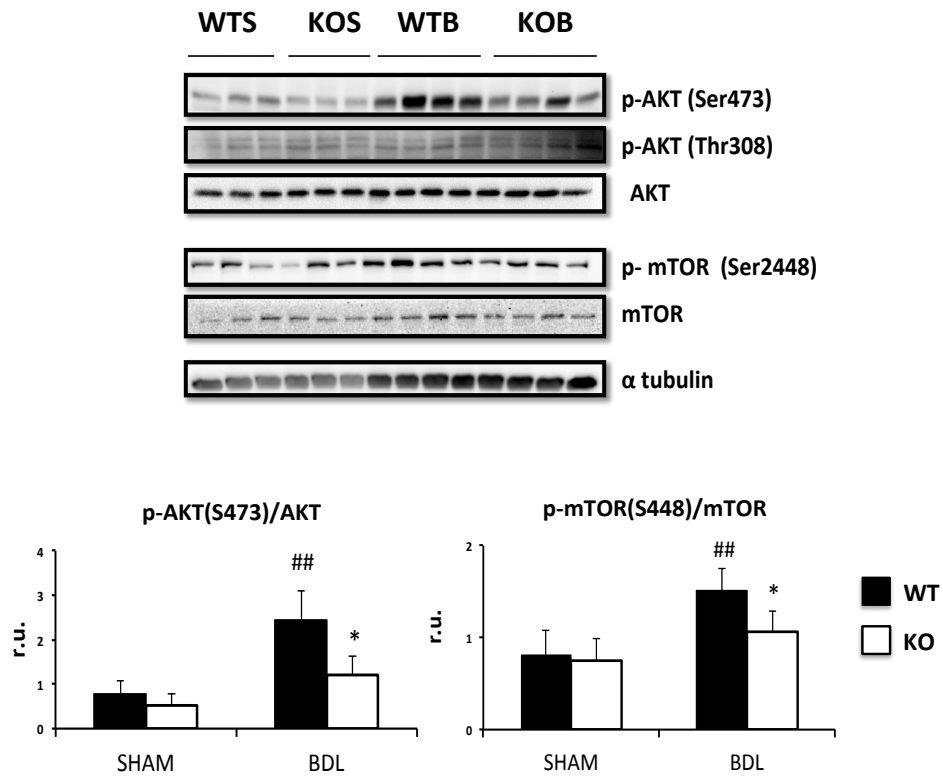 WTS KOS WTB KOB
p-AKT (Ser473)
p-AKT (Thr308)
AKT
p- mTOR (Ser2448)
mTOR
α tubulin
p-AKT(S473)/AKT
p-mTOR(S448)/mTOR
r.u.
4
3
2
1
0
##
*
SHAM BDL
r.u.
2
1
0
##
*
SHAM BDL
WT
KO